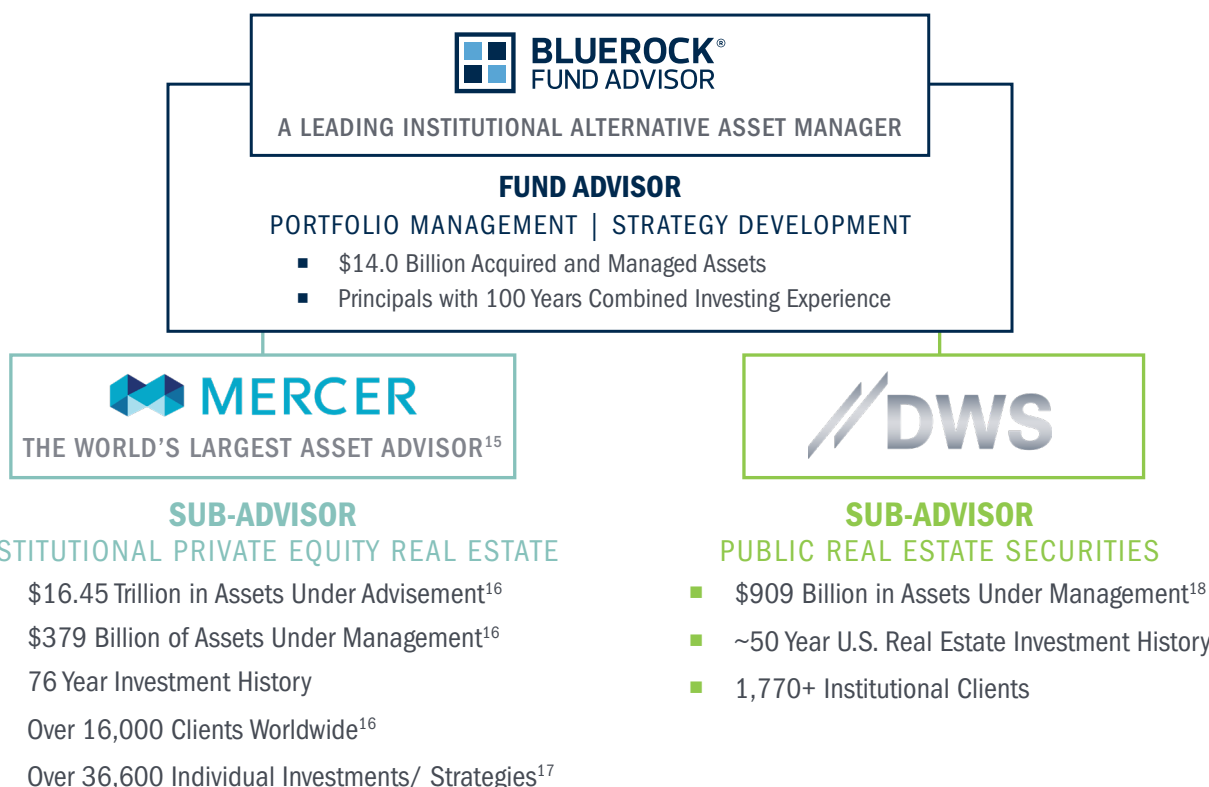 BLUEROCK®
FUND ADVISOR
A LEADING INSTITUTIONAL ALTERNATIVE ASSET MANAGER
FUND ADVISOR
PORTFOLIO MANAGEMENT | STRATEGY DEVELOPMENT
■ $14.0 Billion Acquired and Managed Assets
■ Principals with 100 Years Combined Investing Experience
MERCER
THE WORLD'S LARGEST ASSET ADVISOR15
SUB-ADVISOR
STITUTIONAL PRIVATE EQUITY REAL ESTATE
$16.45 Trillion in Assets Under Advisement16
$379 Billion of Assets Under Management16
76 Year Investment History
Over 16,000 Clients Worldwide16
Over 36,600 Individual Investments/ Strategies17
DWS
SUB-ADVISOR
PUBLIC REAL ESTATE SECURITIES
■ $909 Billion in Assets Under Management18
■ ~50 Year U.S. Real Estate Investment History
■ 1,770+ Institutional Clients